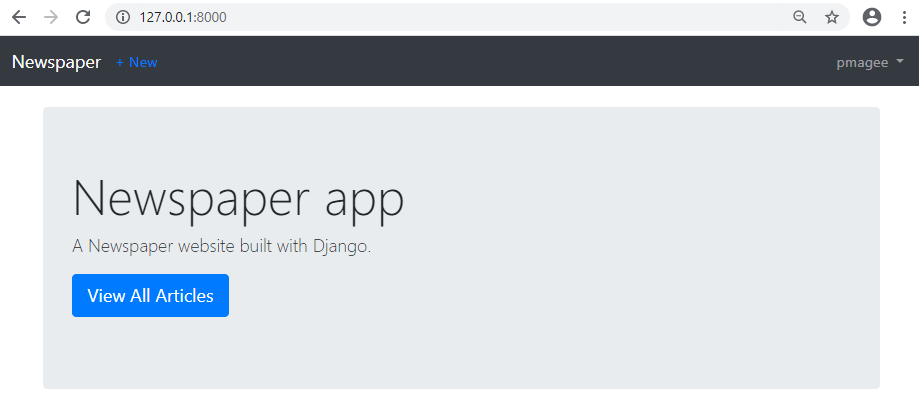 127.0.0.1:8000
Newspaper + New pmagee
Newspaper app
A Newspaper website built with Django.
View All Articles